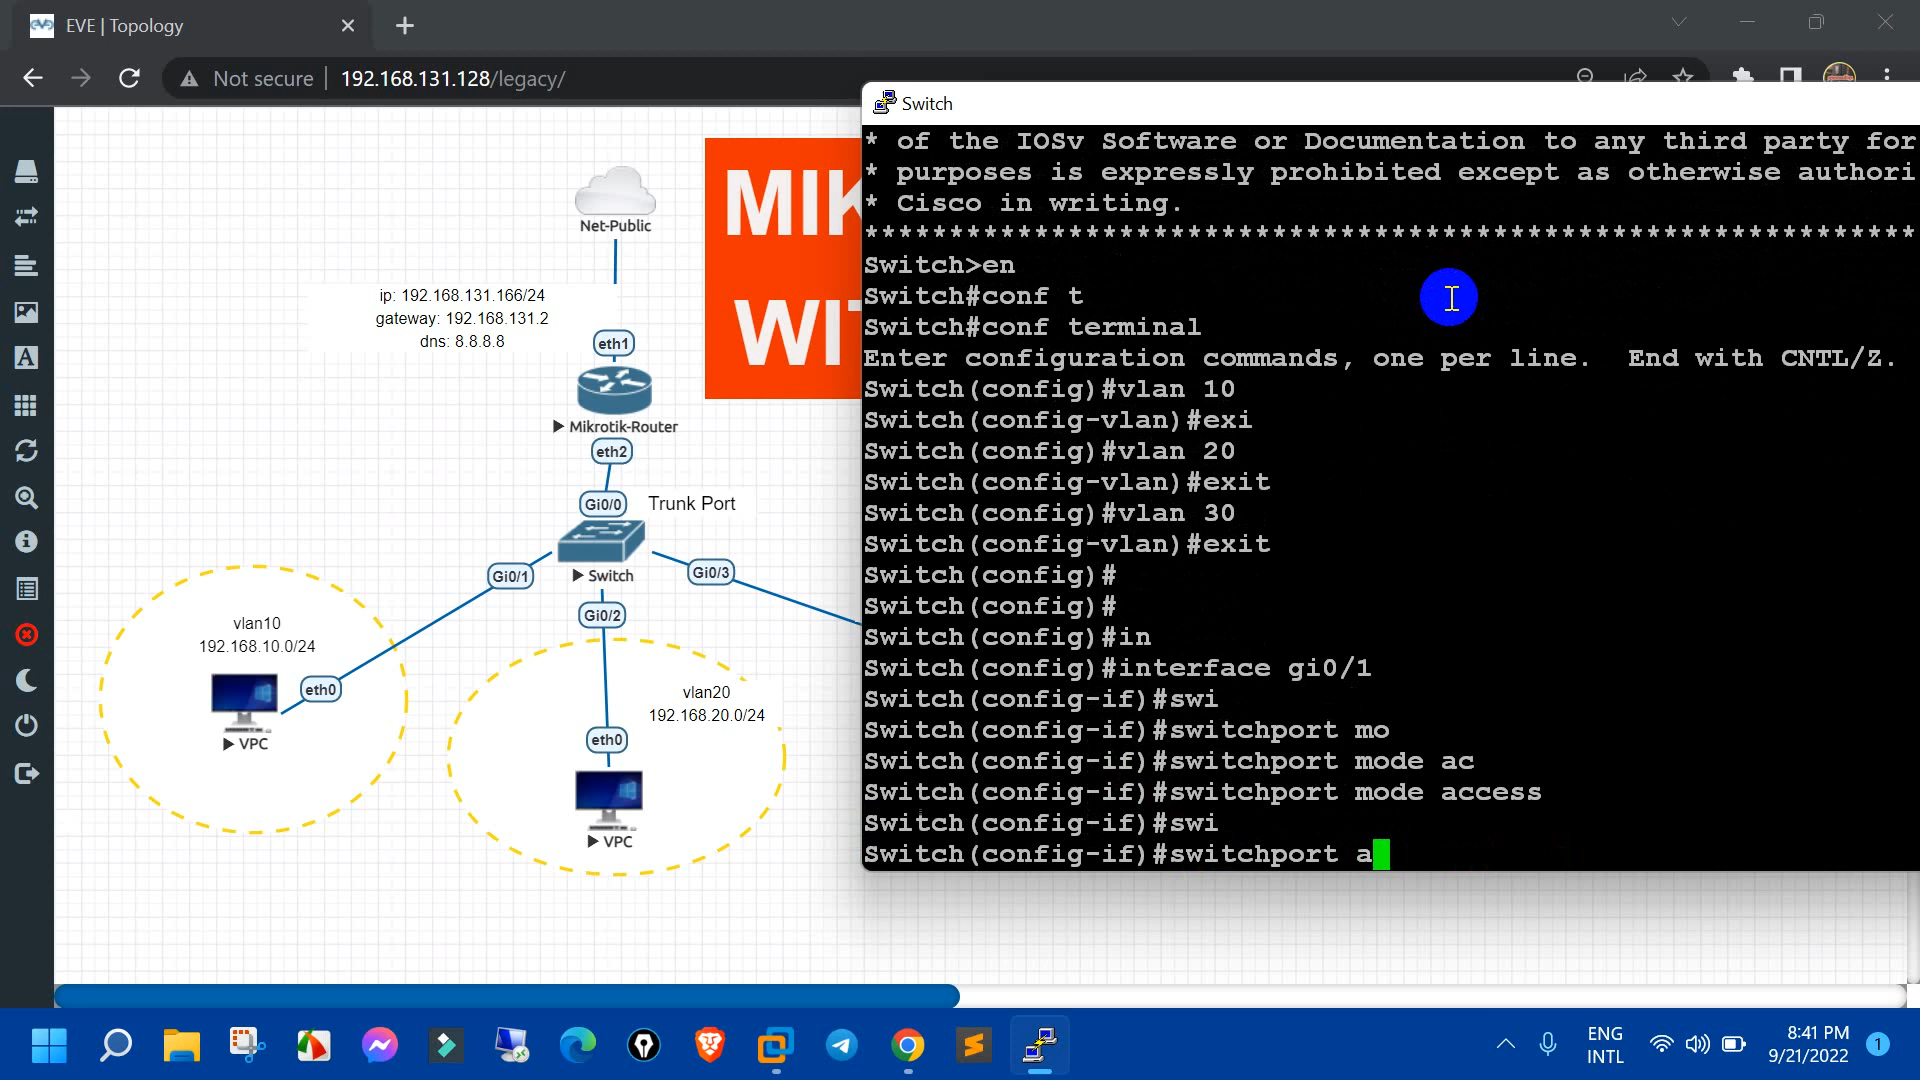 EVE | Topology
Not secure | 192.168.131.128/legacy/
Net-Public
ip: 192.168.131.166/24
gateway: 192.168.131.2
dns: 8.8.8.8
eth1
Mikrotik-Router
eth2
Gi0/0
Trunk Port
Switch
Gi0/1
Gi0/3
Gi0/2
vlan10
192.168.10.0/24
eth0
VPC
vlan20
192.168.20.0/24
eth0
VPC
MIK
WIT
Switch
* of the IOSv Software or Documentation to any third party for
* purposes is expressly prohibited except as otherwise authori
* Cisco in writing.
**************************************************************
Switch>en
Switch#conf t
Switch#conf terminal
Enter configuration commands, one per line.  End with CNTL/Z.
Switch(config)#vlan 10
Switch(config-vlan)#exi
Switch(config)#vlan 20
Switch(config-vlan)#exit
Switch(config)#vlan 30
Switch(config-vlan)#exit
Switch(config)#
Switch(config)#
Switch(config)#in
Switch(config)#interface gi0/1
Switch(config-if)#swi
Switch(config-if)#switchport mo
Switch(config-if)#switchport mode ac
Switch(config-if)#switchport mode access
Switch(config-if)#swi
Switch(config-if)#switchport a
ENG
INTL
8:41 PM
9/21/2022
1